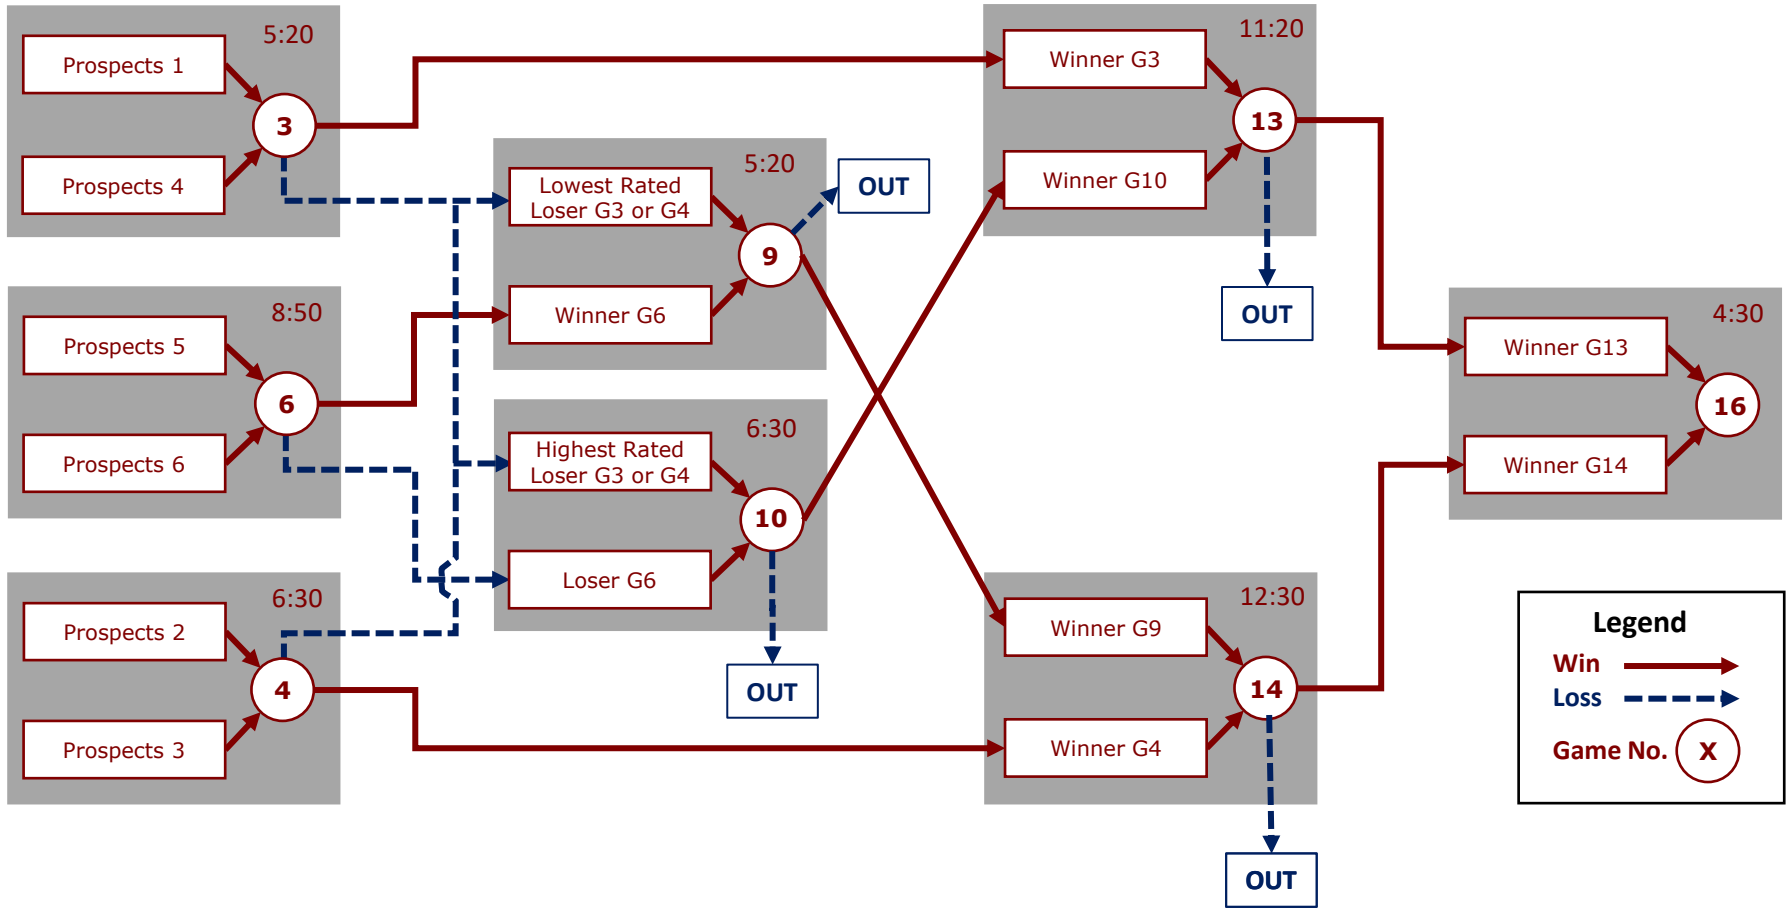 5:20
Prospects 1
3
Prospects 4
8:50
Prospects 5
6
Prospects 6
6:30
Prospects 2
4
Prospects 3
5:20
Lowest Rated
Loser G3 or G4
9
Winner G6
OUT
6:30
Highest Rated
Loser G3 or G4
10
Loser G6
OUT
11:20
Winner G3
13
Winner G10
OUT
12:30
Winner G9
14
Winner G4
OUT
4:30
Winner G13
16
Winner G14
Legend
Win
Loss
Game No. X